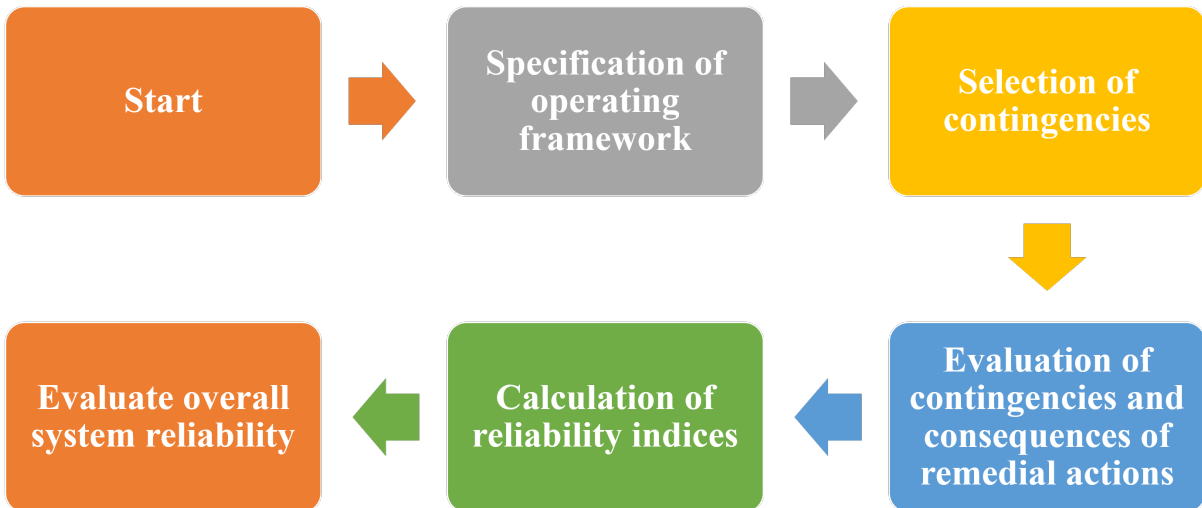 Start
Specification of
operating
framework
Selection of
contingencies
Evaluation of
contingencies and
consequences of
remedial actions
Calculation of
reliability indices
Evaluate overall
system reliability